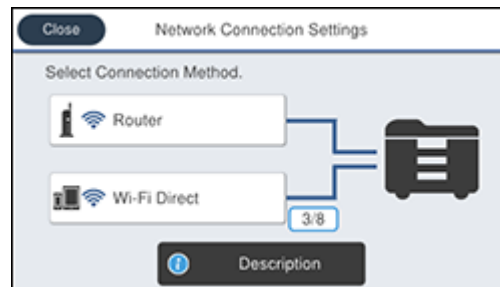 Close
Network Connection Settings
Select Connection Method.
Router
Wi-Fi Direct
3/8
Description